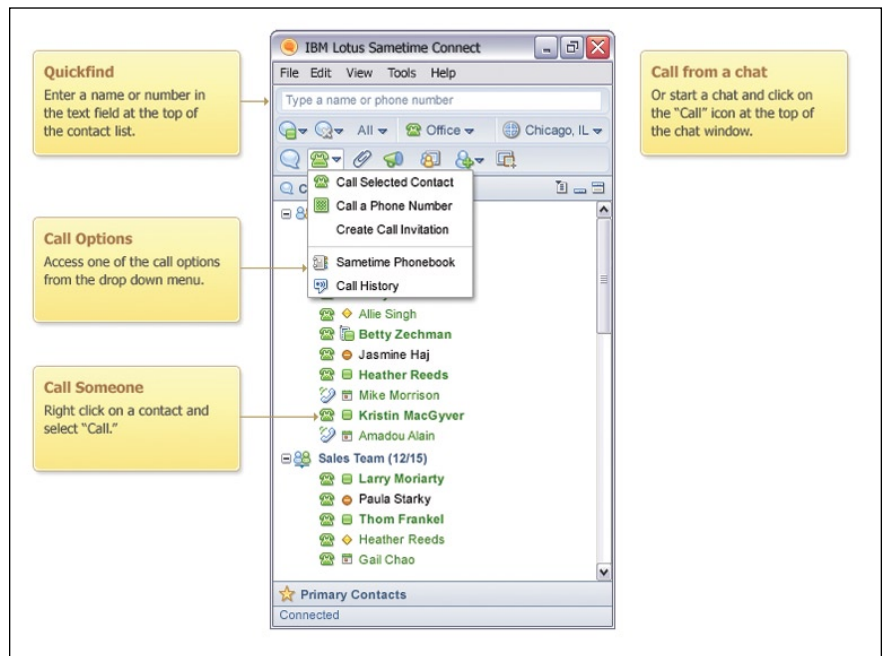 Quickfind
Enter a name or number in
the text field at the top of
the contact list.
Call Options
Access one of the call options
from the drop down menu.
Call Someone
Right click on a contact and
select “Call.”
IBM Lotus Sametime Connect
File Edit View Tools Help
Type a name or phone number
All Office Chicago, IL
C
Call Selected Contact
Call a Phone Number
Create Call Invitation
Sametime Phonebook
Call History
Allie Singh
Betty Zechman
Jasmine Haj
Heather Reeds
Mike Morrison
Kristin MacGyver
Amadou Alain
Sales Team (12/15)
Larry Moriarty
Paula Starky
Thom Frankel
Heather Reeds
Gail Chao
Primary Contacts
Connected
Call from a chat
Or start a chat and click on
the “Call” icon at the top of
the chat window.